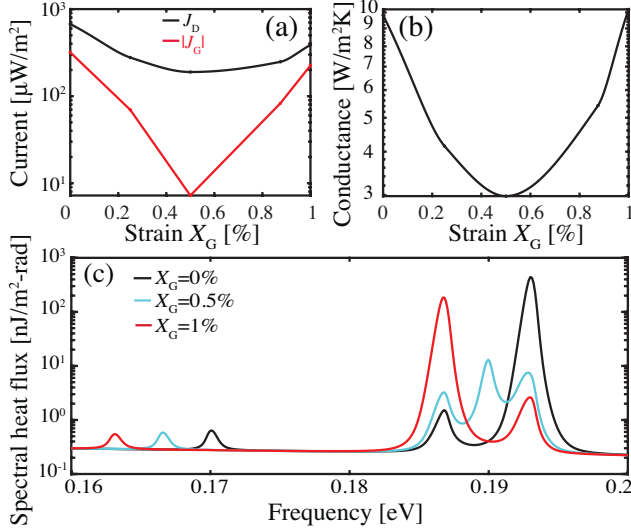 (a)
J_D
|J_G|
Current [μW/m²]
10³
10²
10¹
0 0.2 0.4 0.6 0.8 1
Strain X_G [%]
(b)
Conductance [W/m²K]
10
9
8
7
6
5
4
3
0 0.2 0.4 0.6 0.8 1
Strain X_G [%]
(c)
X_G=0%
X_G=0.5%
X_G=1%
Spectral heat flux [nJ/m²-rad]
10³
10²
10¹
10⁰
10⁻¹
0.16 0.17 0.18 0.19 0.2
Frequency [eV]